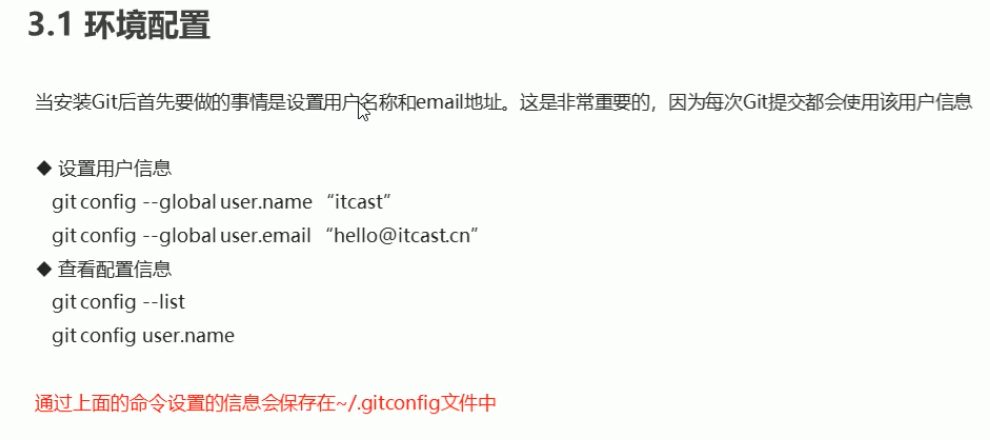 3.1 环境配置
当安装Git后首先要做的事情是设置用户名称和email地址。这是非常重要的，因为每次Git提交都会使用该用户信息
◆ 设置用户信息
git config --global user.name “itcast”
git config --global user.email “hello@itcast.cn”
◆ 查看配置信息
git config --list
git config user.name
通过上面的命令设置的信息会保存在~/.gitconfig文件中